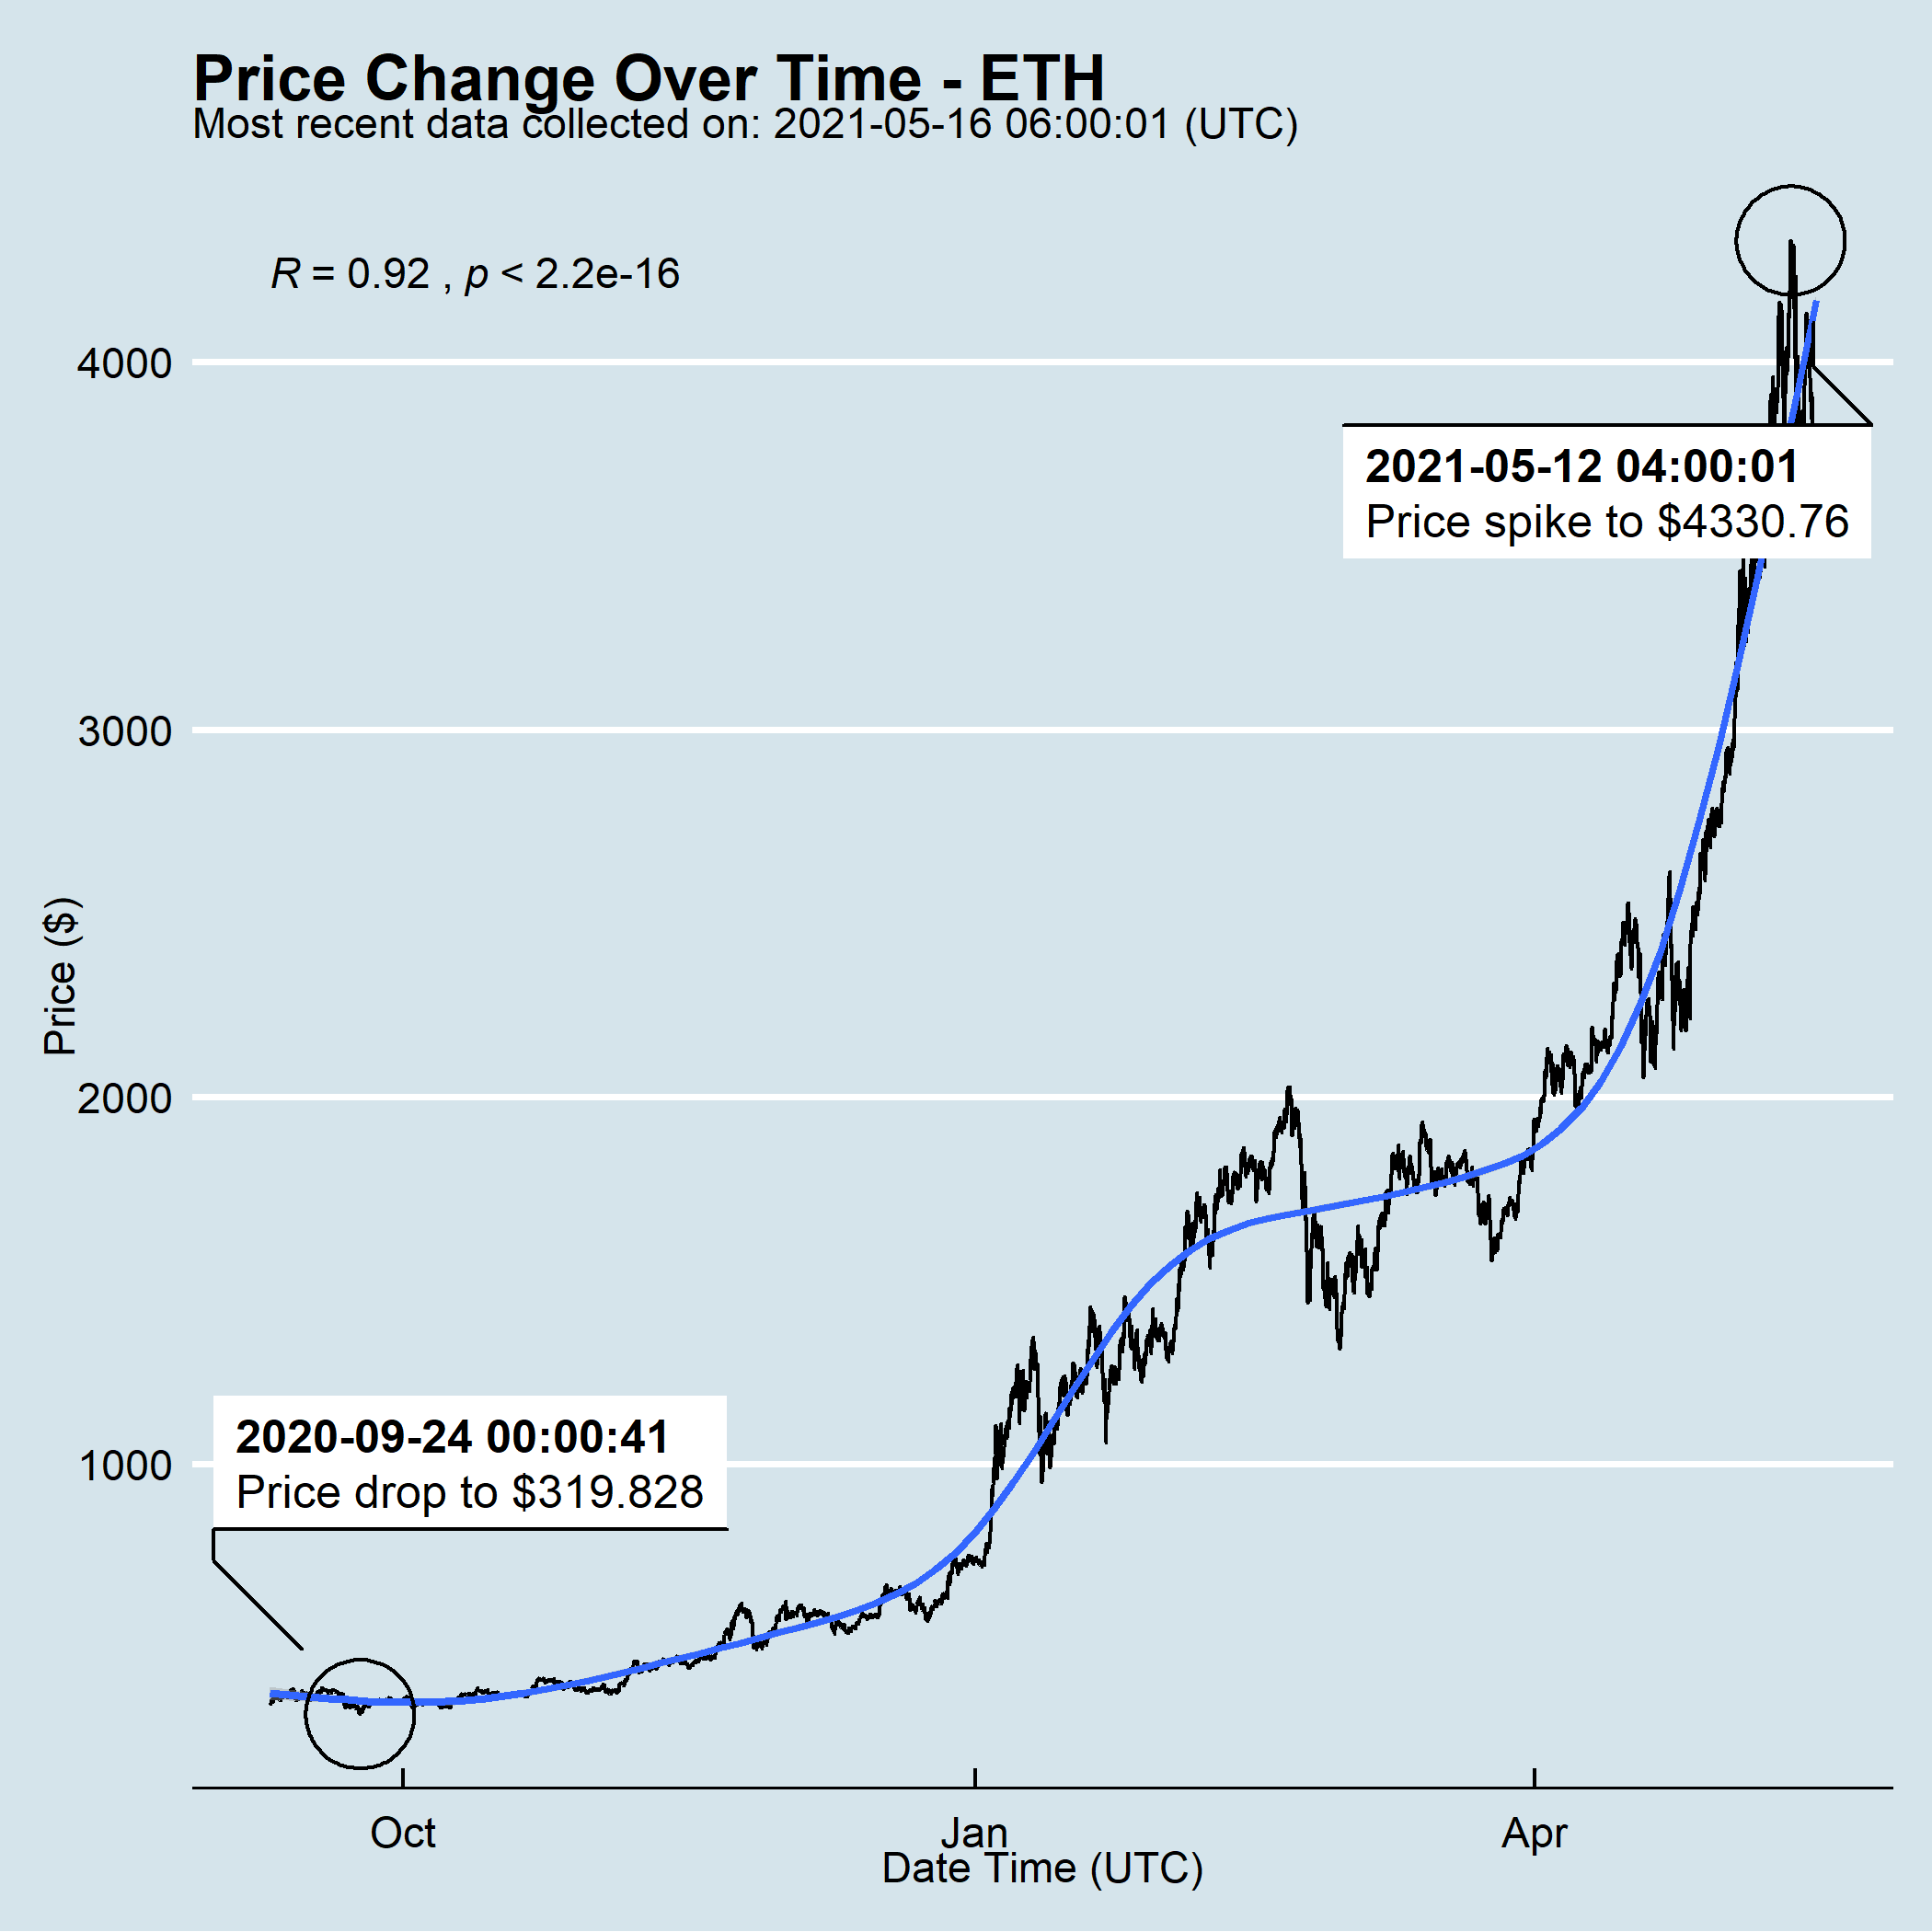 Price Change Over Time - ETH
Most recent data collected on: 2021-05-16 06:00:01 (UTC)
R = 0.92 , p < 2.2e-16
4000
2021-05-12 04:00:01
Price spike to $4330.76
3000
Price ($)
2000
2020-09-24 00:00:41
Price drop to $319.828
1000
Oct
Jan
Apr
Date Time (UTC)